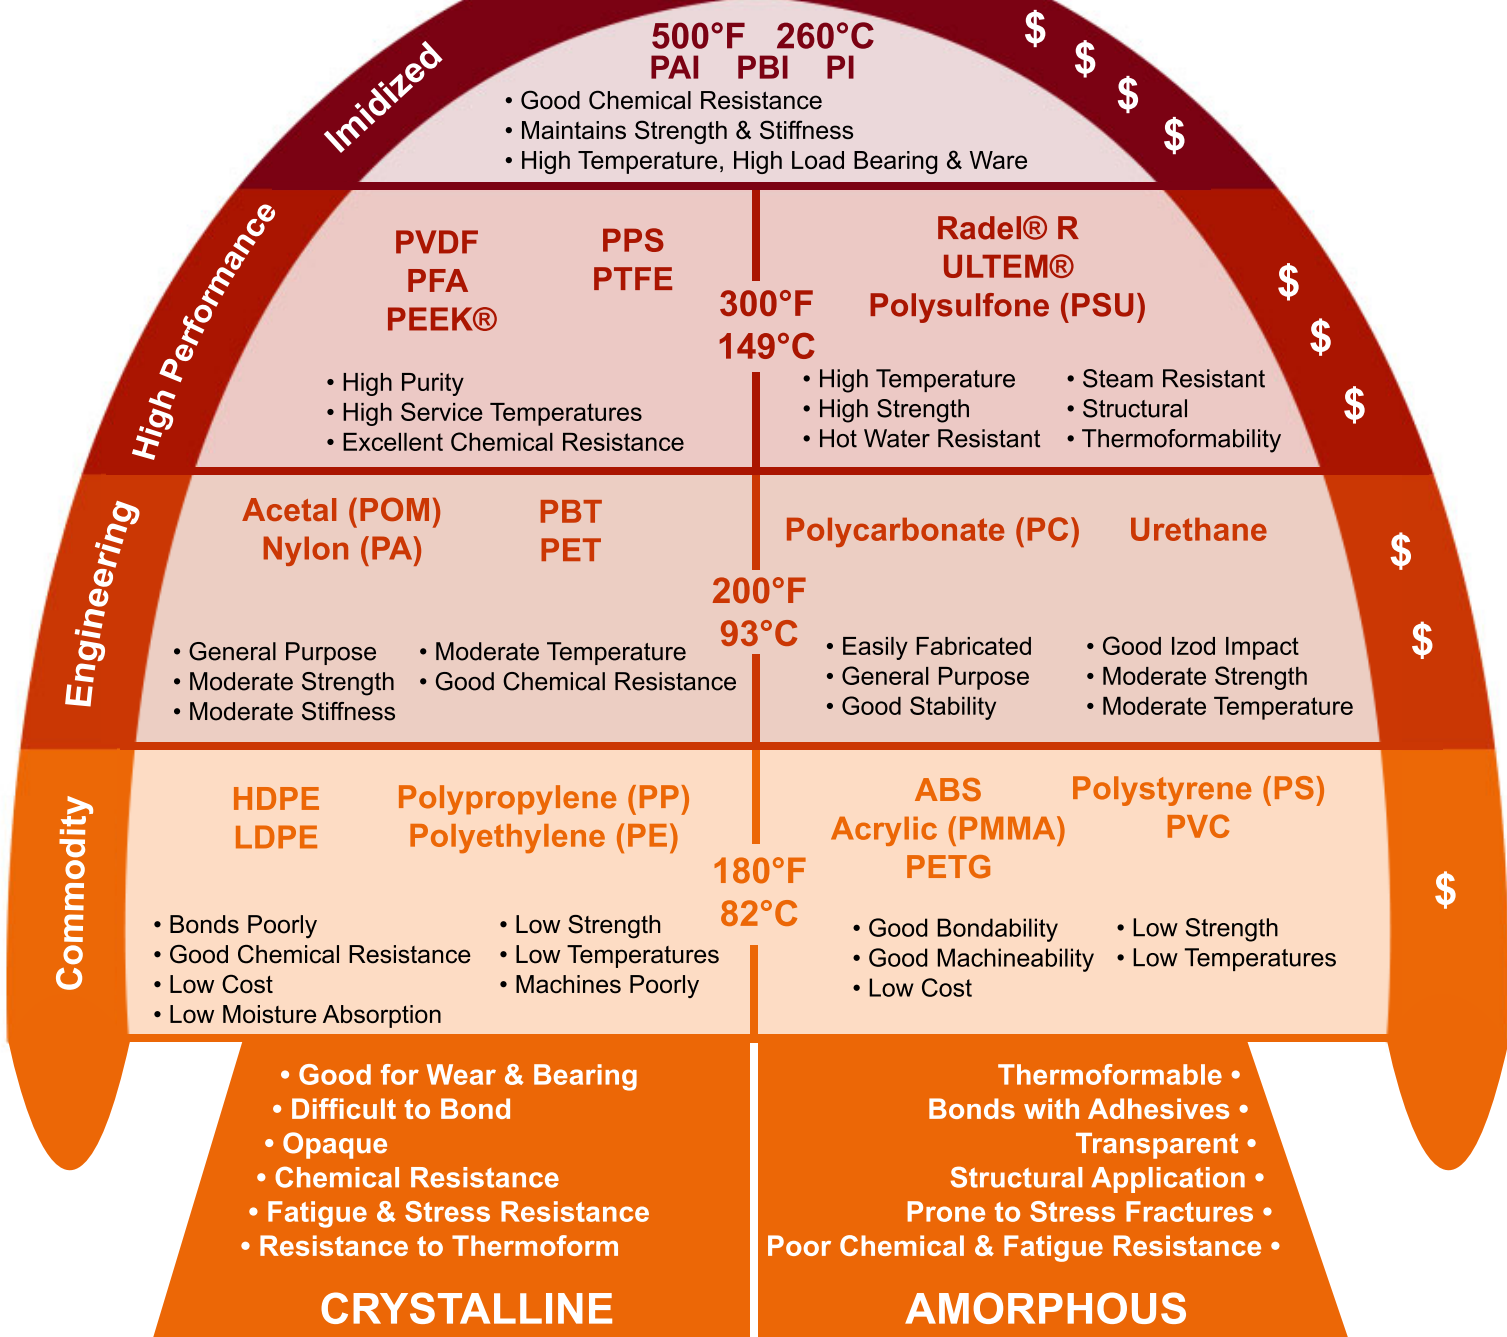 500°F 260°C
PAI PBI PI
• Good Chemical Resistance
• Maintains Strength & Stiffness
• High Temperature, High Load Bearing & Ware
Imidized
$
$
$
$
High Performance
PVDF
PFA
PEEK®
PPS
PTFE
• High Purity
• High Service Temperatures
• Excellent Chemical Resistance
300°F
149°C
Radel® R
ULTEM®
Polysulfone (PSU)
• High Temperature
• High Strength
• Hot Water Resistant
• Steam Resistant
• Structural
• Thermoformability
$
$
$
Engineering
Acetal (POM)
Nylon (PA)
PBT
PET
• General Purpose
• Moderate Strength
• Moderate Stiffness
• Moderate Temperature
• Good Chemical Resistance
200°F
93°C
Polycarbonate (PC)
Urethane
• Easily Fabricated
• General Purpose
• Good Stability
• Good Izod Impact
• Moderate Strength
• Moderate Temperature
$
$
Commodity
HDPE
LDPE
Polypropylene (PP)
Polyethylene (PE)
• Bonds Poorly
• Good Chemical Resistance
• Low Cost
• Low Moisture Absorption
• Low Strength
• Low Temperatures
• Machines Poorly
180°F
82°C
ABS
Acrylic (PMMA)
PETG
Polystyrene (PS)
PVC
• Good Bondability
• Good Machineability
• Low Cost
• Low Strength
• Low Temperatures
$
• Good for Wear & Bearing
• Difficult to Bond
• Opaque
• Chemical Resistance
• Fatigue & Stress Resistance
• Resistance to Thermoform
CRYSTALLINE
Thermoformable •
Bonds with Adhesives •
Transparent •
Structural Application •
Prone to Stress Fractures •
Poor Chemical & Fatigue Resistance •
AMORPHOUS